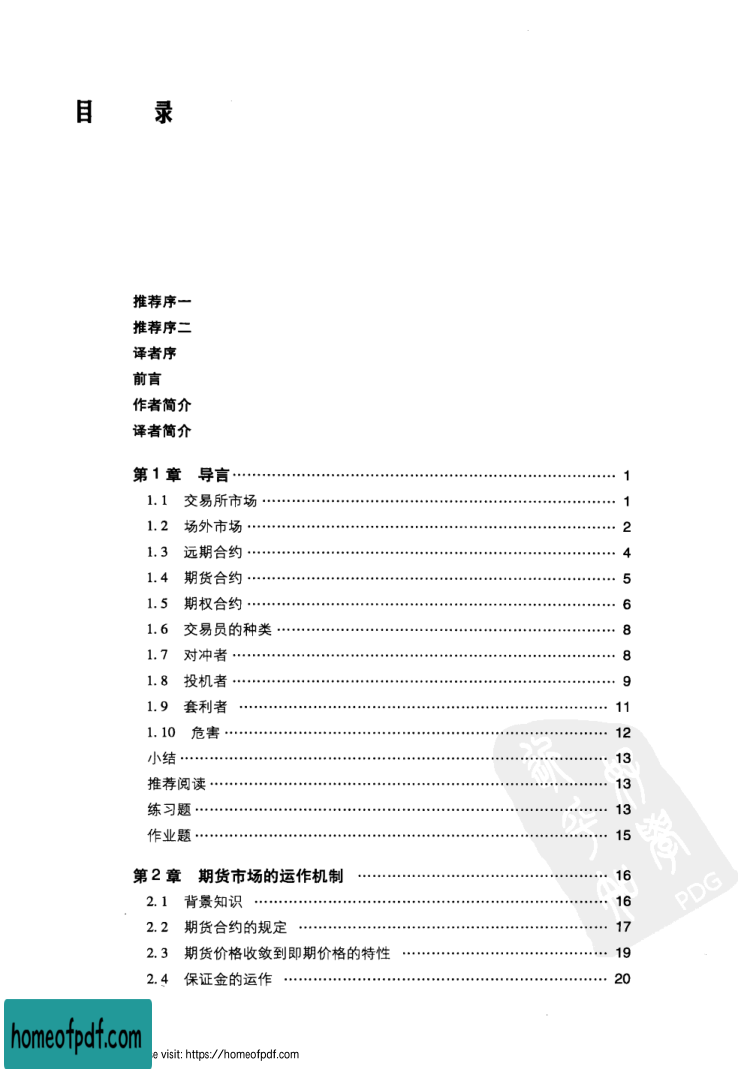 目 录
推荐序一
推荐序二
译者序
前言
作者简介
译者简介
第1章 导言 1
1.1 交易所市场 1
1.2 场外市场 2
1.3 远期合约 4
1.4 期货合约 5
1.5 期权合约 6
1.6 交易员的种类 8
1.7 对冲者 8
1.8 投机者 9
1.9 套利者 11
1.10 危害 12
小结 13
推荐阅读 13
练习题 13
作业题 15
第2章 期货市场的运作机制 16
2.1 背景知识 16
2.2 期货合约的规定 17
2.3 期货价格收敛到即期价格的特性 19
2.4 保证金的运作 20
PDG
homeofpdf.com
e visit: https://homeofpdf.com